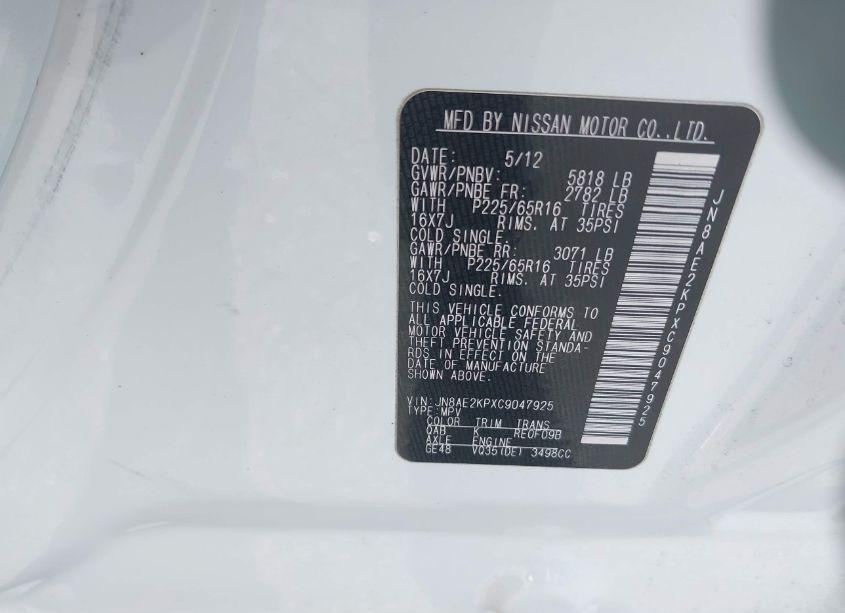 MFD BY NISSAN MOTOR CO.,LTD.
DATE: 5/12
GVWR/PNBV: 5818 LB
GAWR/PNBE FR: 2782 LB
WITH P225/65R16 TIRES
16X7J RIMS. AT 35PSI
COLD SINGLE.
GAWR/PNBE RR: 3071 LB
WITH P225/65R16 TIRES
16X7J RIMS. AT 35PSI
COLD SINGLE.
THIS VEHICLE CONFORMS TO
ALL APPLICABLE FEDERAL
MOTOR VEHICLE SAFETY AND
THEFT PREVENTION STANDA-
RDS IN EFFECT ON THE
DATE OF MANUFACTURE
SHOWN ABOVE.
VIN:JN8AE2KPXC9047925
TYPE:MPV
COLOR TRIM TRANS
QAB K RE0F09B
AXLE ENGINE
GE48 VQ35(DE) 3498CC
JN8AE2KPXC9047925